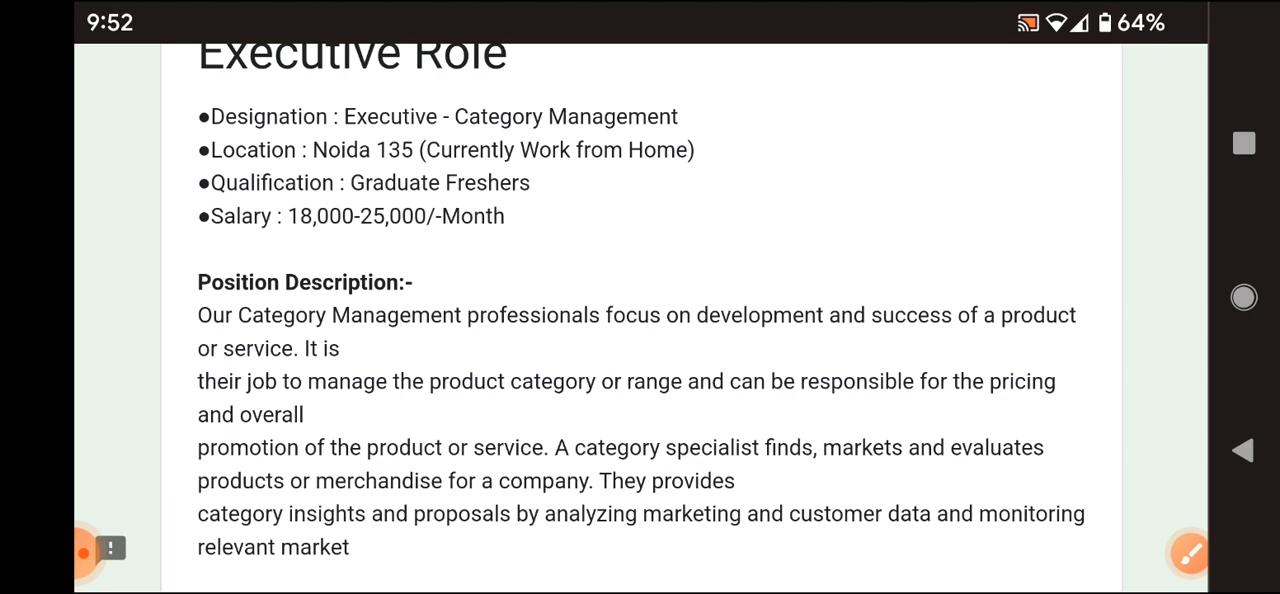 9:52
64%
Executive Role
●Designation : Executive - Category Management
●Location : Noida 135 (Currently Work from Home)
●Qualification : Graduate Freshers
●Salary : 18,000-25,000/-Month
Position Description:-
Our Category Management professionals focus on development and success of a product
or service. It is
their job to manage the product category or range and can be responsible for the pricing
and overall
promotion of the product or service. A category specialist finds, markets and evaluates
products or merchandise for a company. They provides
category insights and proposals by analyzing marketing and customer data and monitoring
relevant market